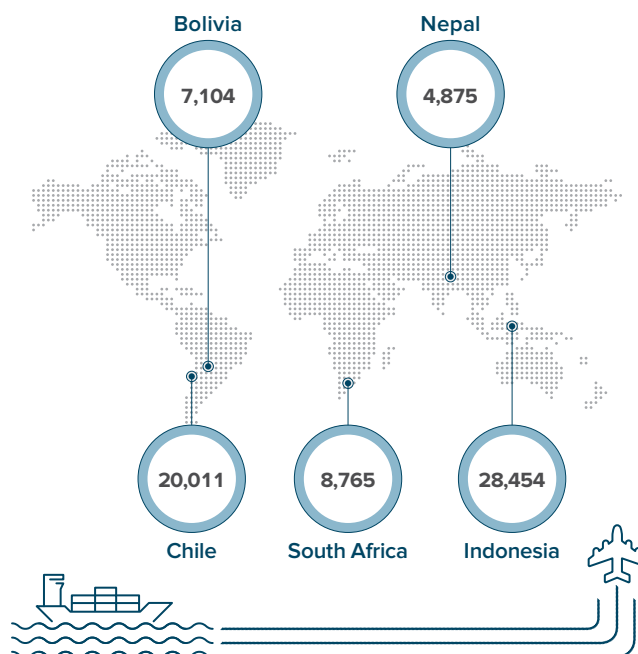 Bolivia
7,104
Nepal
4,875
20,011
Chile
8,765
South Africa
28,454
Indonesia